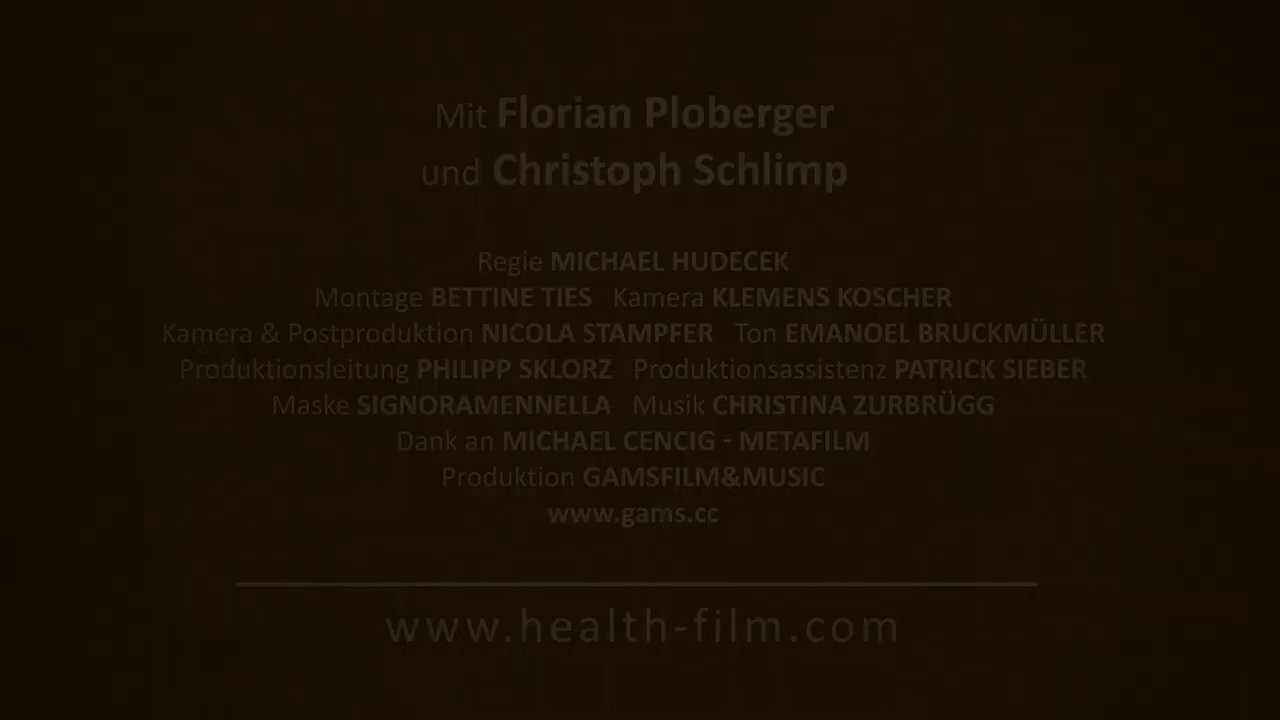 Mit Florian Ploberger
und Christoph Schlimp
Regie MICHAEL HUDECEK
Montage BETTINE TIES Kamera KLEMENS KOSCHER
Kamera & Postproduktion NICOLA STAMPFER Ton EMANOEL BRUCKMÜLLER
Produktionsleitung PHILIPP SKLORZ Produktionsassistenz PATRICK SIEBER
Maske SIGNORAMENNELLA Musik CHRISTINA ZURBRÜGG
Dank an MICHAEL CENCIG - METAFILM
Produktion GAMSFILM&MUSIC
www.gams.cc
www.health-film.com